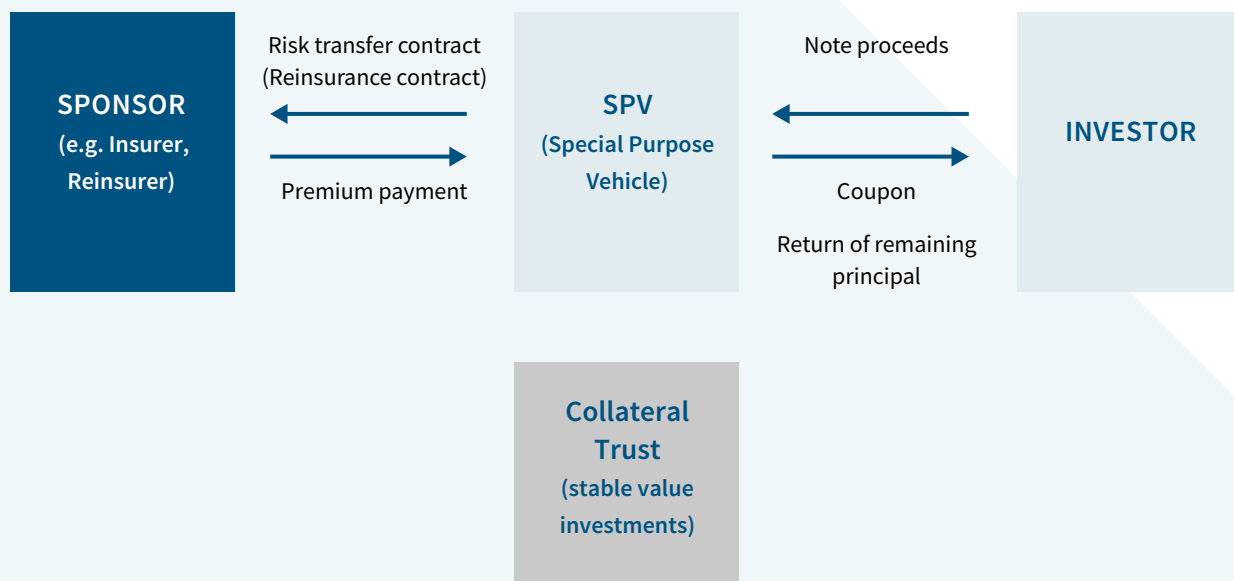 SPONSOR
(e.g. Insurer,
Reinsurer)
Risk transfer contract
(Reinsurance contract)
Premium payment
SPV
(Special Purpose
Vehicle)
Note proceeds
Coupon
Return of remaining
principal
INVESTOR
Collateral
Trust
(stable value
investments)